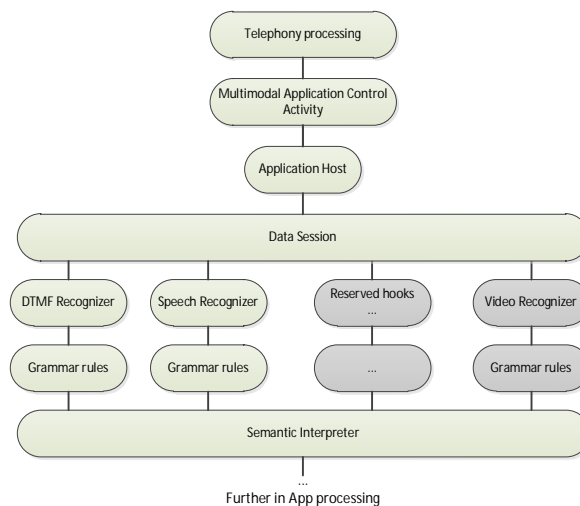 Telephony processing
Multimodal Application Control
Activity
Application Host
Data Session
DTMF Recognizer
Speech Recognizer
Reserved hooks
...
Video Recognizer
Grammar rules
Grammar rules
...
Grammar rules
Semantic Interpreter
...
Further in App processing